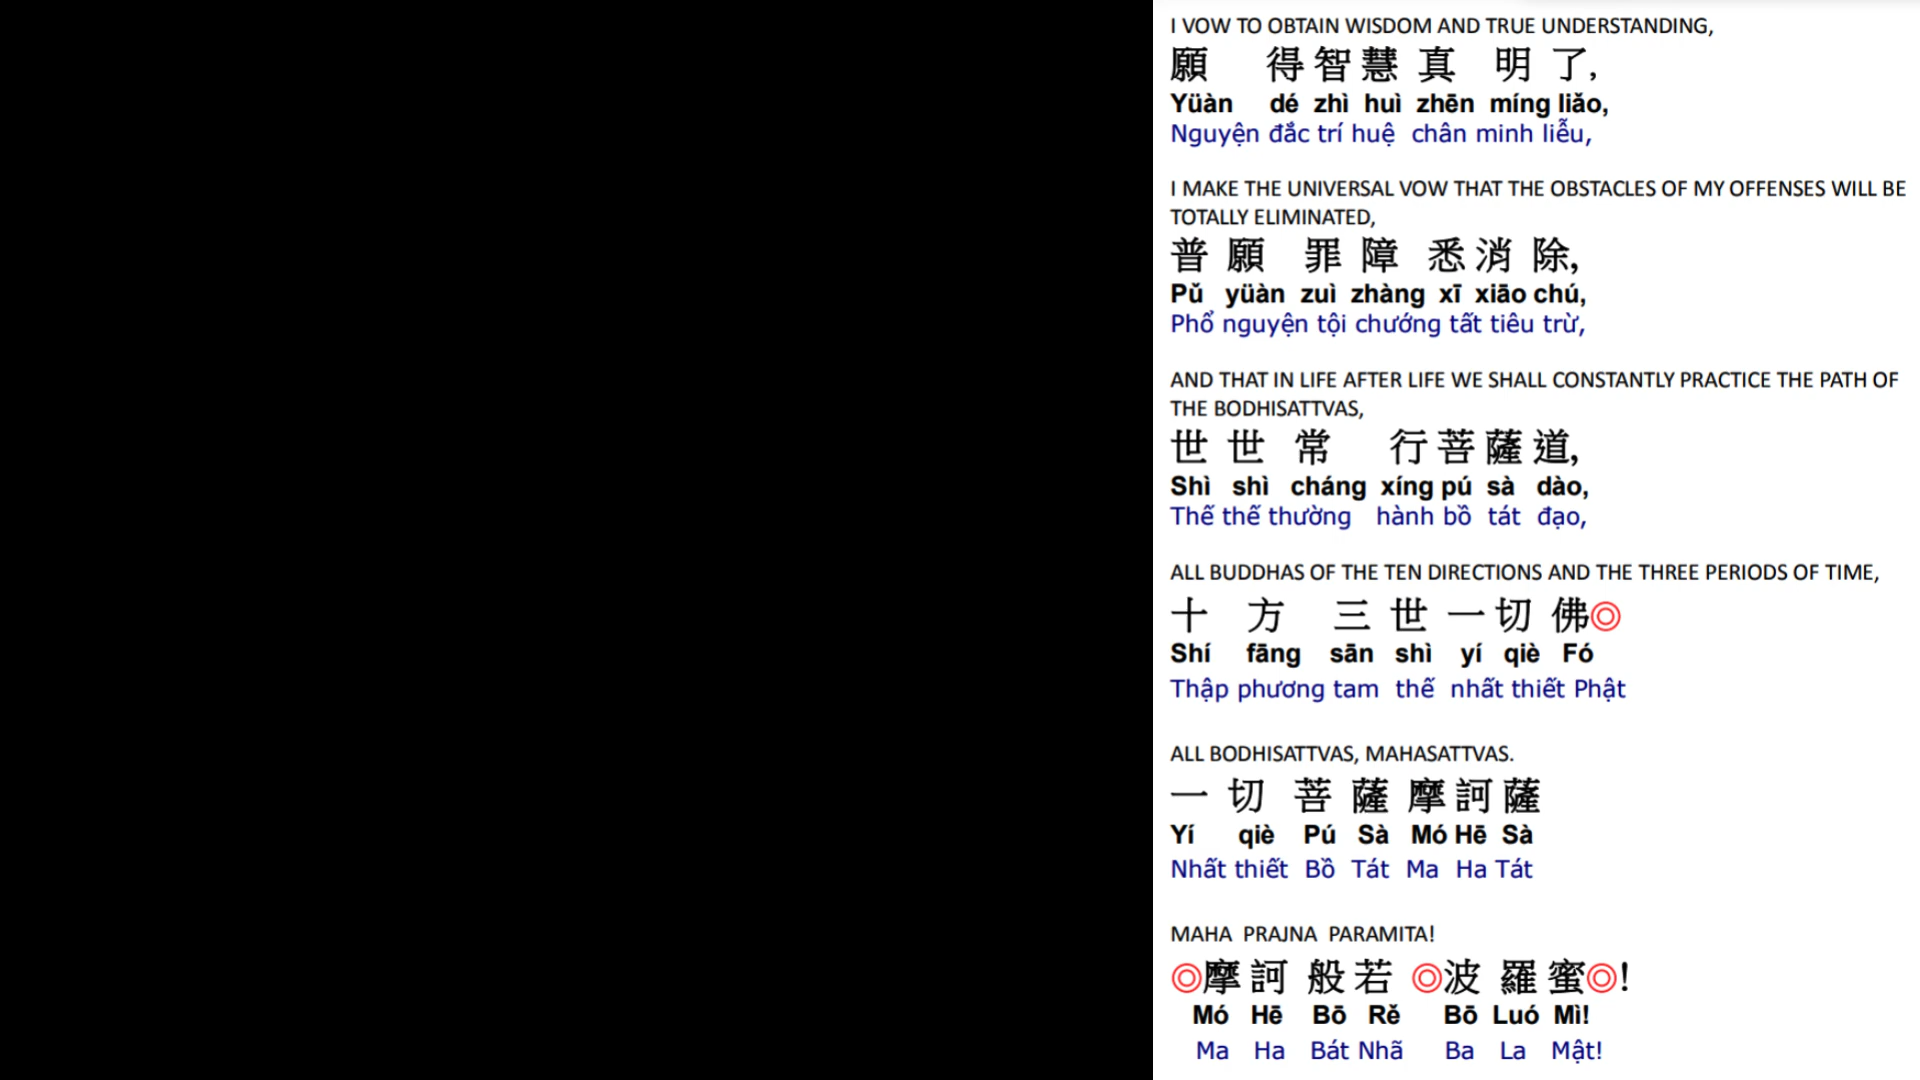 I VOW TO OBTAIN WISDOM AND TRUE UNDERSTANDING,
願 得 智 慧 真 明 了,
Yüàn dé zhì huì zhēn míng liǎo,
Nguyện đắc trí huệ chân minh liễu,
I MAKE THE UNIVERSAL VOW THAT THE OBSTACLES OF MY OFFENSES WILL BE
TOTALLY ELIMINATED,
普 願 罪 障 悉 消 除,
Pǔ yüàn zuì zhàng xī xiāo chú,
Phổ nguyện tội chướng tất tiêu trừ,
AND THAT IN LIFE AFTER LIFE WE SHALL CONSTANTLY PRACTICE THE PATH OF
THE BODHISATTVAS,
世 世 常 行 菩 薩 道,
Shì shì cháng xíng pú sà dào,
Thế thế thường hành bồ tát đạo,
ALL BUDDHAS OF THE TEN DIRECTIONS AND THE THREE PERIODS OF TIME,
十 方 三 世 一 切 佛◎
Shí fāng sān shì yí qiè Fó
Thập phương tam thế nhất thiết Phật
ALL BODHISATTVAS, MAHASATTVAS.
一 切 菩 薩 摩 訶 薩
Yí qiè Pú Sà Mó Hē Sà
Nhất thiết Bồ Tát Ma Ha Tát
MAHA PRAJNA PARAMITA!
◎摩 訶 般 若 ◎波 羅 蜜◎!
Mó Hē Bō Rě Bō Luó Mì!
Ma Ha Bát Nhã Ba La Mật!